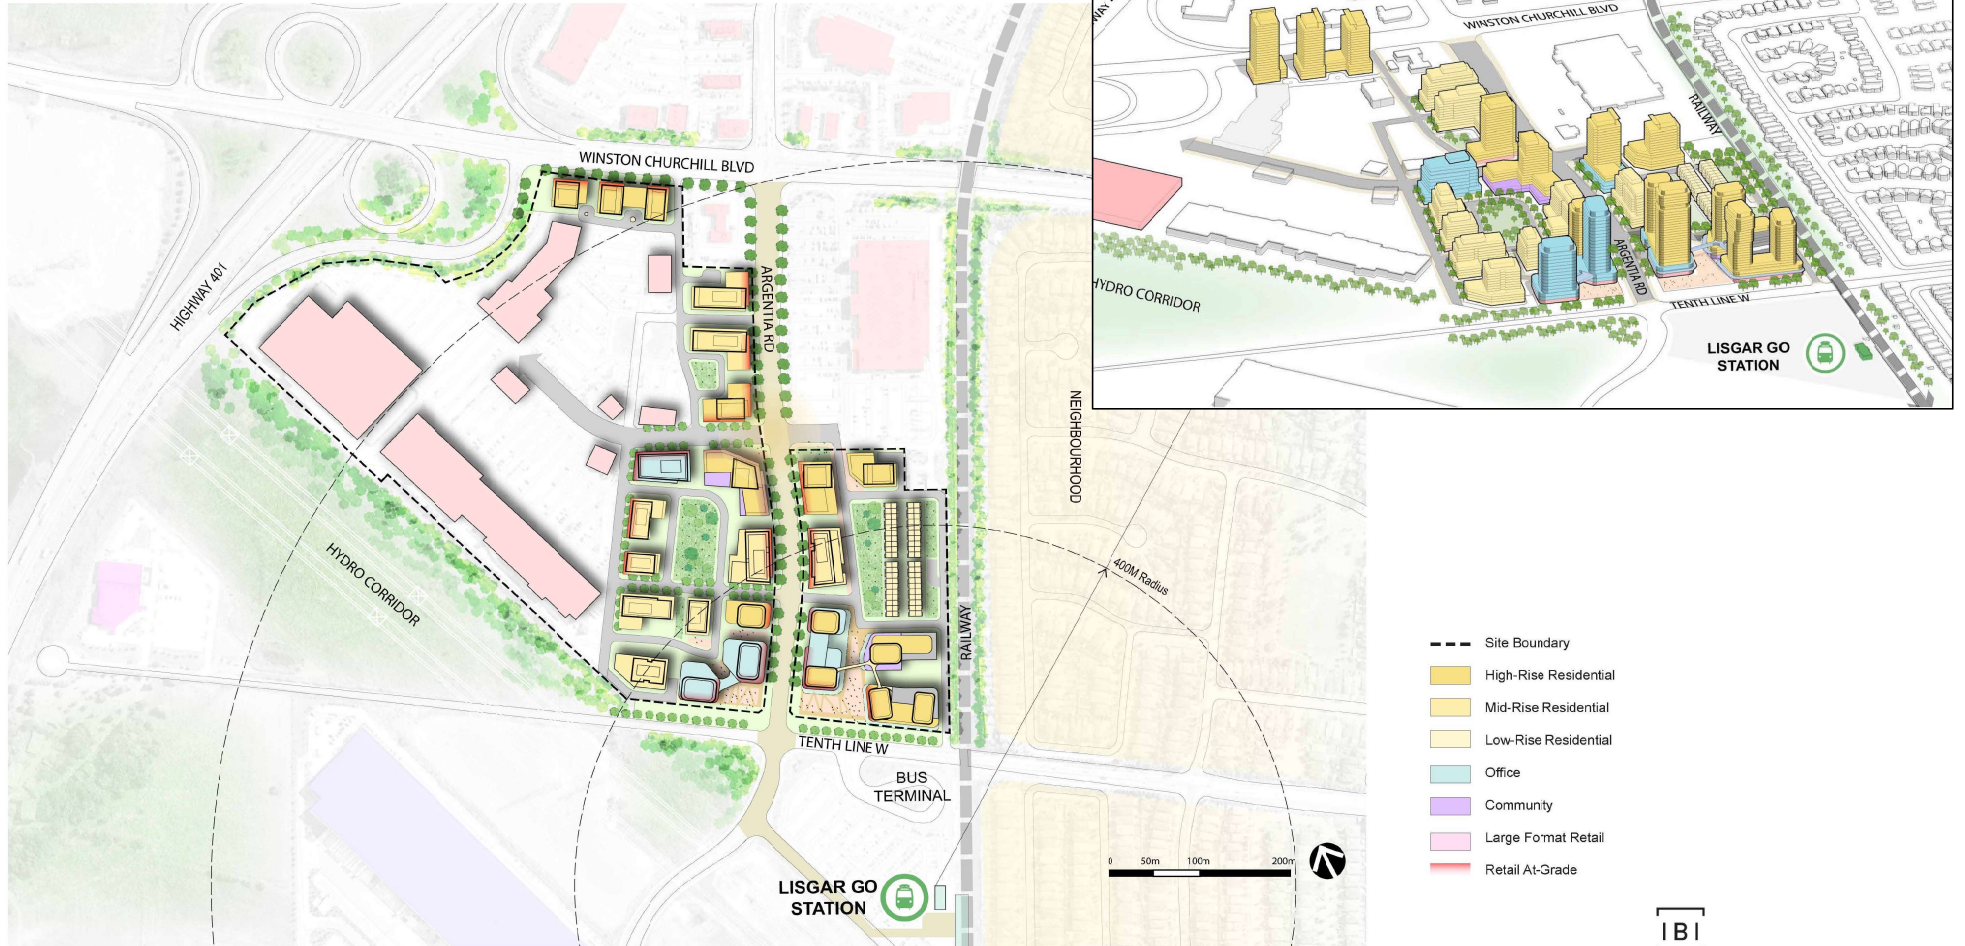 WINSTON CHURCHILL BLVD
HIGHWAY 401
ARGENTIA RD
NEIGHBOURHOOD
HYDRO CORRIDOR
400M Radius
RAILWAY
TENTH LINE W
BUS
TERMINAL
LISGAR GO
STATION
0 50m 100m 200m
WINSTON CHURCHILL BLVD
RAILWAY
HYDRO CORRIDOR
ARGENTIA RD
TENTH LINE W
LISGAR GO
STATION
Site Boundary
High-Rise Residential
Mid-Rise Residential
Low-Rise Residential
Office
Community
Large Format Retail
Retail At-Grade
IBI